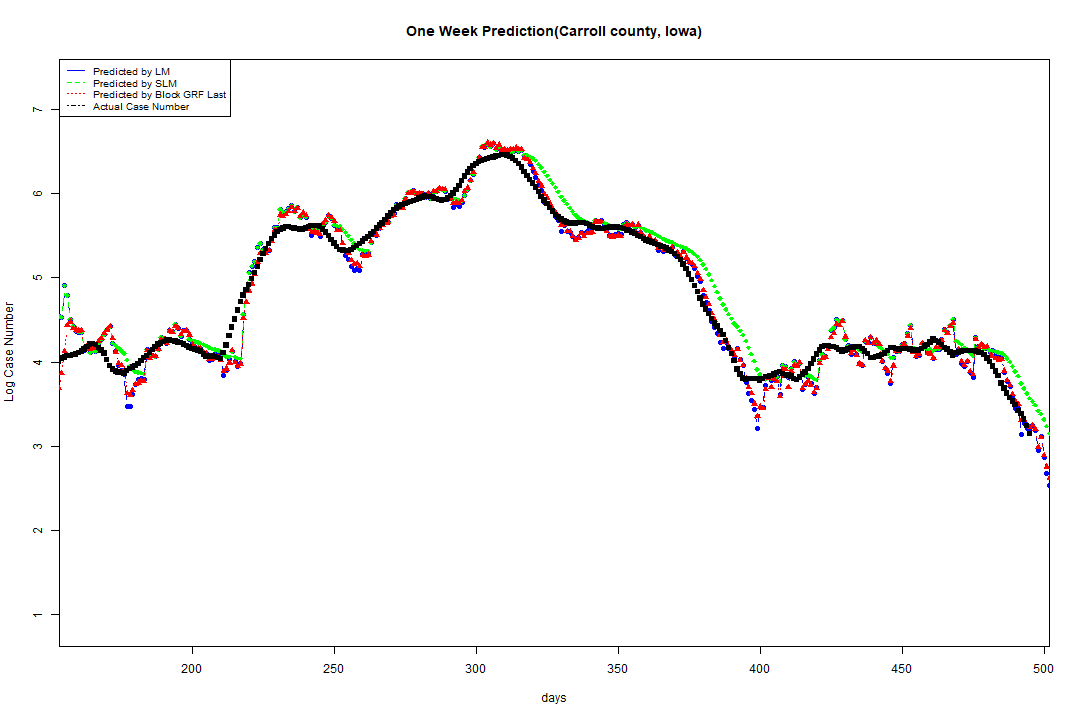 One Week Prediction(Carroll county, Iowa)
Predicted by LM
Predicted by SLM
Predicted by Block GRF Last
Actual Case Number
7
6
5
4
3
2
1
Log Case Number
200 250 300 350 400 450 500
days